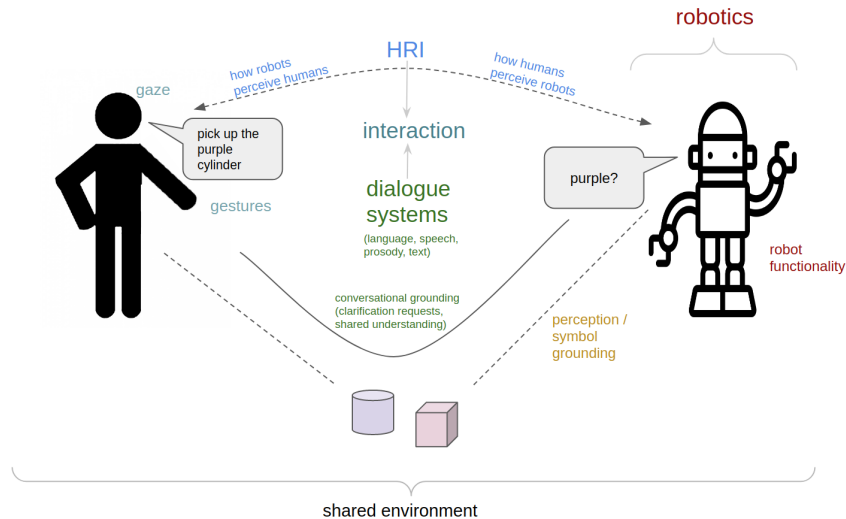 robotics
HRI
how robots
perceive humans
how humans
perceive robots
gaze
pick up the
purple
cylinder
interaction
purple?
dialogue
systems
gestures
(language, speech,
prosody, text)
robot
functionality
conversational grounding
(clarification requests,
shared understanding)
perception /
symbol
grounding
shared environment